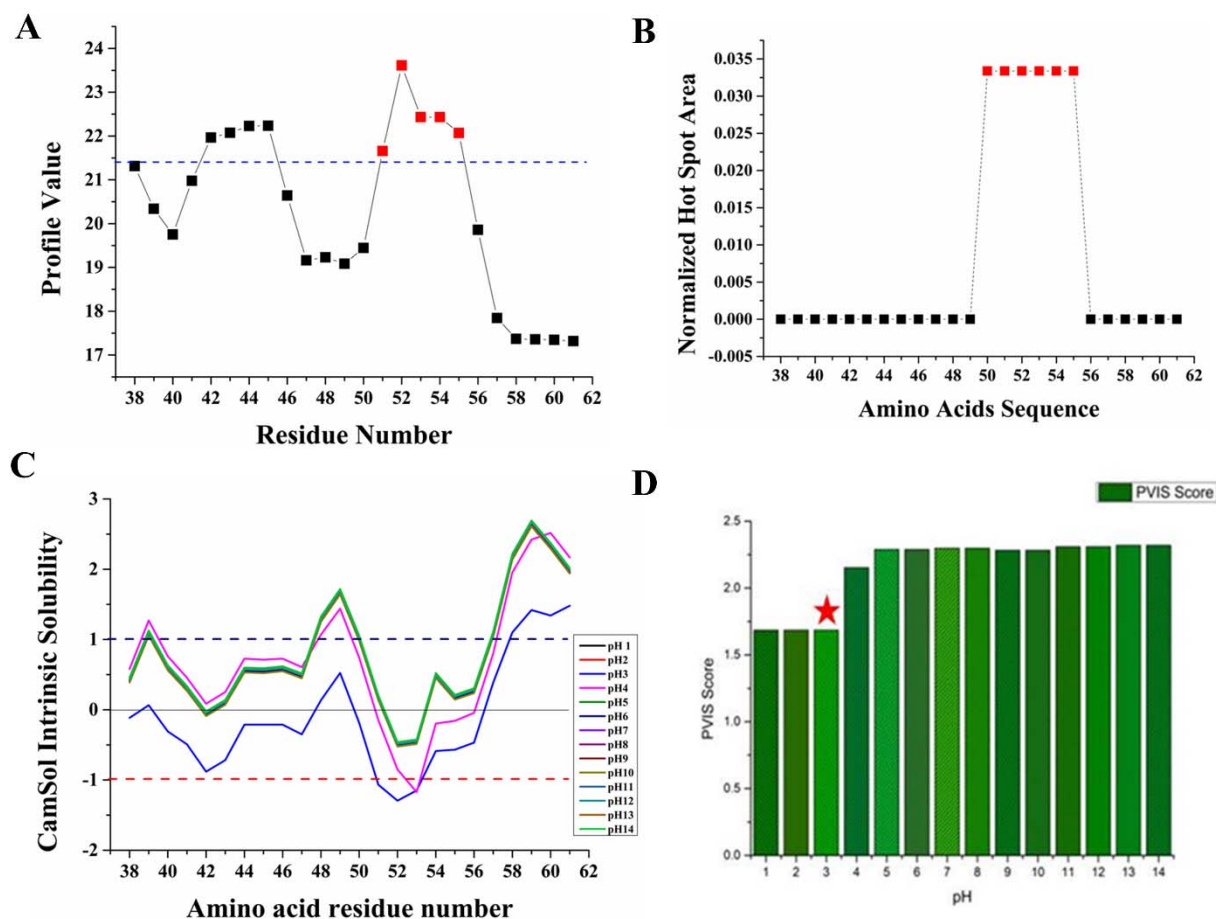 A
24
23
22
21
20
19
18
17
38 40 42 44 46 48 50 52 54 56 58 60 62
Profile Value
Residue Number
B
0.035
0.030
0.025
0.020
0.015
0.010
0.005
0.000
-0.005
38 40 42 44 46 48 50 52 54 56 58 60 62
Normalized Hot Spot Area
Amino Acids Sequence
C
3
2
1
0
-1
-2
38 40 42 44 46 48 50 52 54 56 58 60 62
CamSol Intrinsic Solubility
Amino acid residue number
pH 1
pH2
pH3
pH4
pH5
pH6
pH7
pH8
pH9
pH10
pH11
pH12
pH13
pH14
D
PVIS Score
2.5
2.0
1.5
1.0
0.5
0.0
1 2 3 4 5 6 7 8 9 10 11 12 13 14
PVIS Score
pH